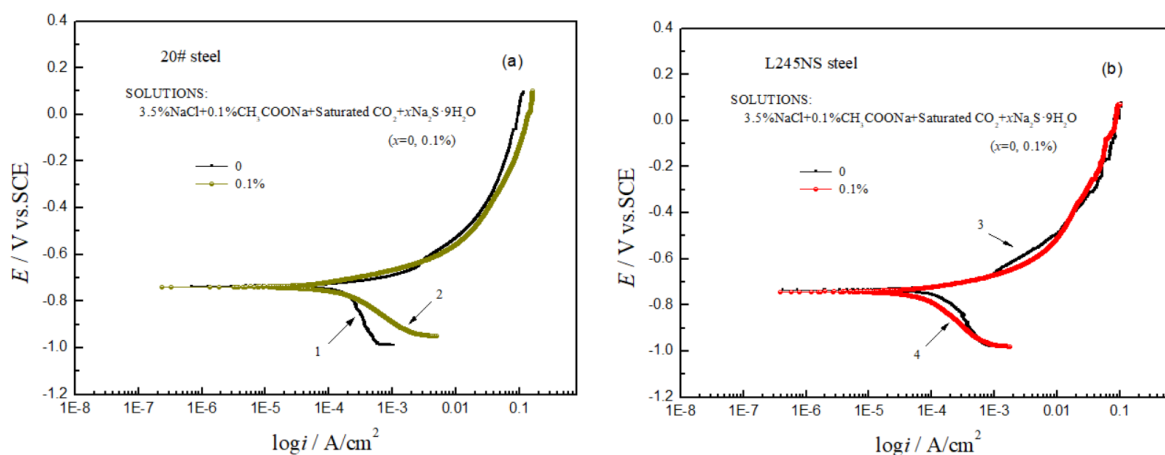 0.4
0.2
0.0
-0.2
-0.4
-0.6
-0.8
-1.0
-1.2
E / V vs.SCE
20# steel
(a)
SOLUTIONS:
3.5%NaCl+0.1%CH3COONa+Saturated CO2+xNa2S·9H2O
(x=0, 0.1%)
0
0.1%
2
1
1E-8 1E-7 1E-6 1E-5 1E-4 1E-3 0.01 0.1
logi / A/cm2
0.4
0.2
0.0
-0.2
-0.4
-0.6
-0.8
-1.0
-1.2
E / V vs.SCE
L245NS steel
(b)
SOLUTIONS:
3.5%NaCl+0.1%CH3COONa+Saturated CO2+xNa2S·9H2O
(x=0, 0.1%)
0
0.1%
3
4
1E-8 1E-7 1E-6 1E-5 1E-4 1E-3 0.01 0.1
logi / A/cm2